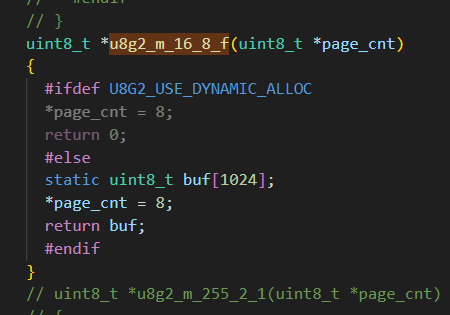 //   #endif
// }
uint8_t *u8g2_m_16_8_f(uint8_t *page_cnt)
{
  #ifdef U8G2_USE_DYNAMIC_ALLOC
  *page_cnt = 8;
  return 0;
  #else
  static uint8_t buf[1024];
  *page_cnt = 8;
  return buf;
  #endif
}
// uint8_t *u8g2_m_255_2_1(uint8_t *page_cnt)
// {